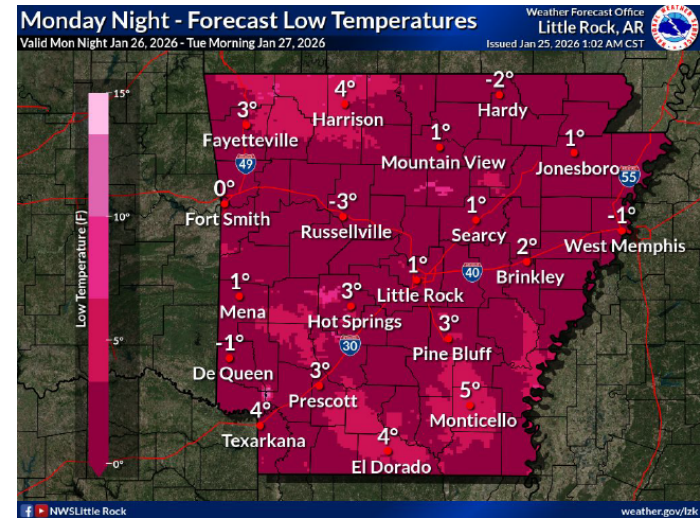 Monday Night - Forecast Low Temperatures
Valid Mon Night Jan 26, 2026 - Tue Morning Jan 27, 2026
Weather Forecast Office
Little Rock, AR
Issued Jan 25, 2026 1:02 AM CST
15°
10°
5°
0°
Low Temperature (F)
3°
Fayetteville
4°
Harrison
-2°
Hardy
1°
Mountain View
1°
Jonesboro
49
55
0°
Fort Smith
-3°
Russellville
1°
Searcy
-1°
West Memphis
2°
Brinkley
40
1°
Little Rock
1°
Mena
3°
Hot Springs
30
3°
Pine Bluff
-1°
De Queen
3°
Prescott
5°
Monticello
4°
Texarkana
4°
El Dorado
NWSLittle Rock
weather.gov/lzk